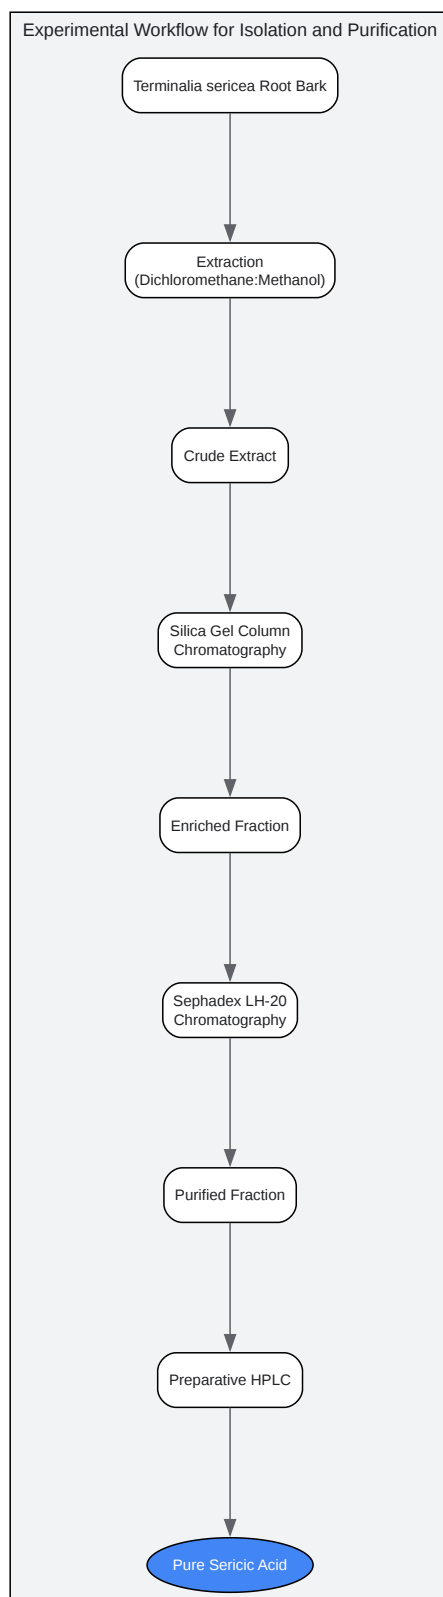 Experimental Workflow for Isolation and Purification
Terminalia sericea Root Bark
Extraction
(Dichloromethane:Methanol)
Crude Extract
Silica Gel Column
Chromatography
Enriched Fraction
Sephadex LH-20
Chromatography
Purified Fraction
Preparative HPLC
Pure Sericic Acid